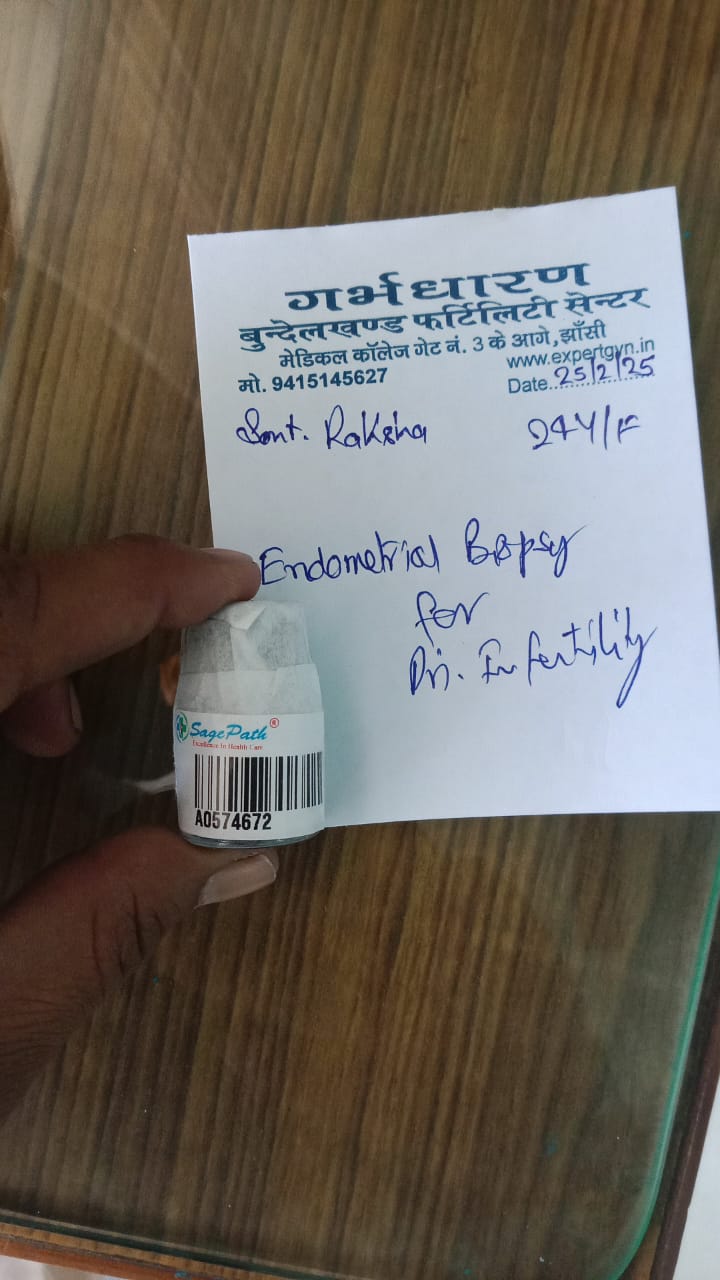 गर्भधारण
बुन्देलखण्ड फर्टिलिटी सेन्टर
मेडिकल कॉलेज गेट नं. 3 के आगे, झाँसी
मो. 9415145627
www.expertgyn.in
Date..25/2/25
Smt. Raksha 24Y/F
Endometrial Biopsy
for
Pri. Infertility
SagePath®
Excellence In Health Care
A0574672